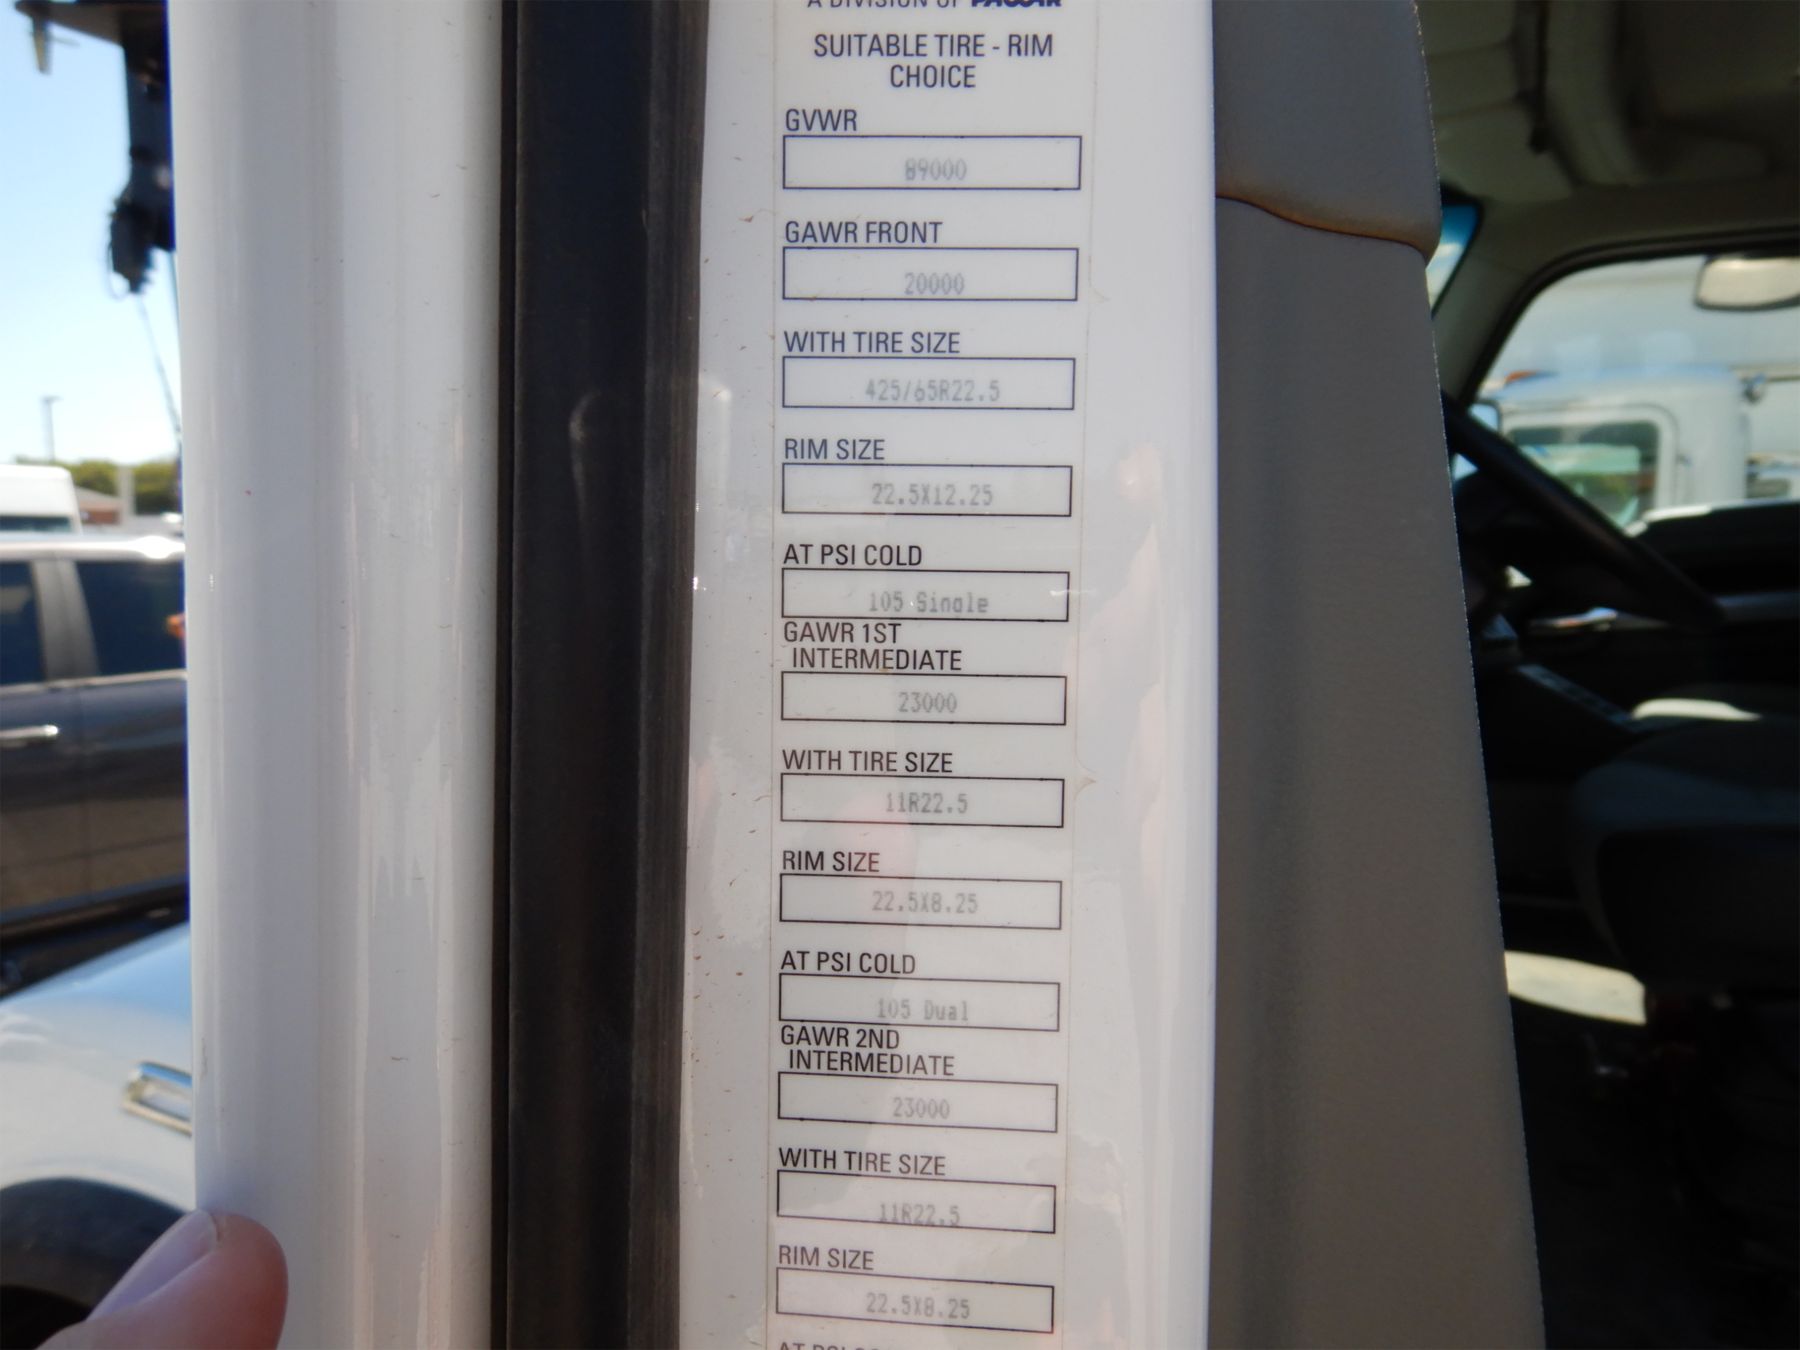 A DIVISION OF PACCAR
SUITABLE TIRE - RIM
CHOICE
GVWR
89000
GAWR FRONT
20000
WITH TIRE SIZE
425/65R22.5
RIM SIZE
22.5X12.25
AT PSI COLD
105 Single
GAWR 1ST
INTERMEDIATE
23000
WITH TIRE SIZE
11R22.5
RIM SIZE
22.5X8.25
AT PSI COLD
105 Dual
GAWR 2ND
INTERMEDIATE
23000
WITH TIRE SIZE
11R22.5
RIM SIZE
22.5X8.25